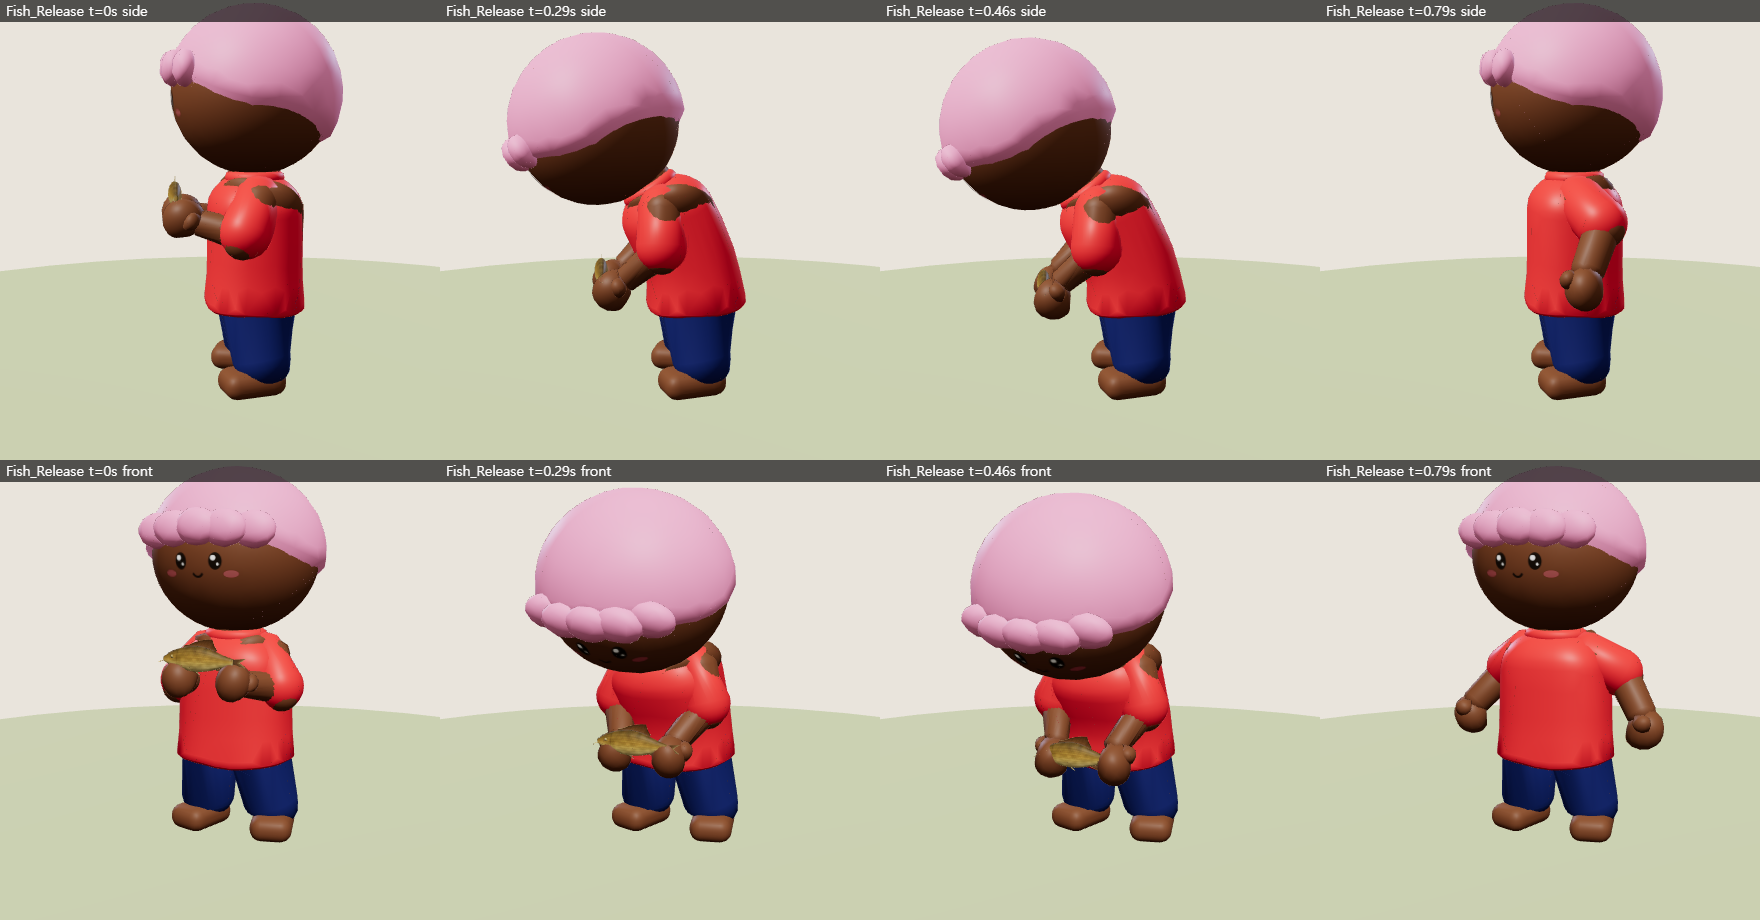 Fish_Release t=0s side
Fish_Release t=0.29s side
Fish_Release t=0.46s side
Fish_Release t=0.79s side
Fish_Release t=0s front
Fish_Release t=0.29s front
Fish_Release t=0.46s front
Fish_Release t=0.79s front